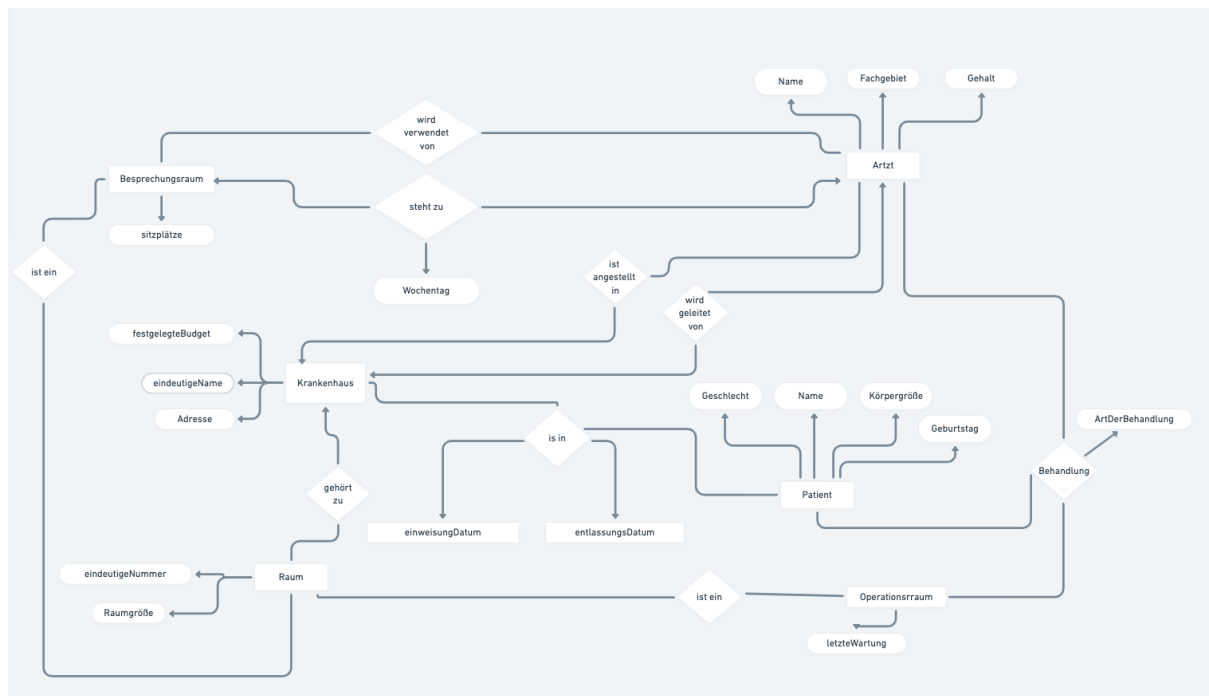 Name
Fachgebiet
Gehalt
wird
verwendet
von
Artzt
Besprechungsraum
steht zu
sitzplätze
ist ein
ist
angestellt
in
Wochentag
wird
geleitet
von
festgelegteBudget
eindeutigeName
Krankenhaus
Adresse
Geschlecht
Name
Körpergröße
Geburtstag
ArtDerBehandlung
is in
Behandlung
gehört
zu
Patient
einweisungDatum
entlassungsDatum
eindeutigeNummer
Raum
Raumgröße
ist ein
Operationsrraum
letzteWartung